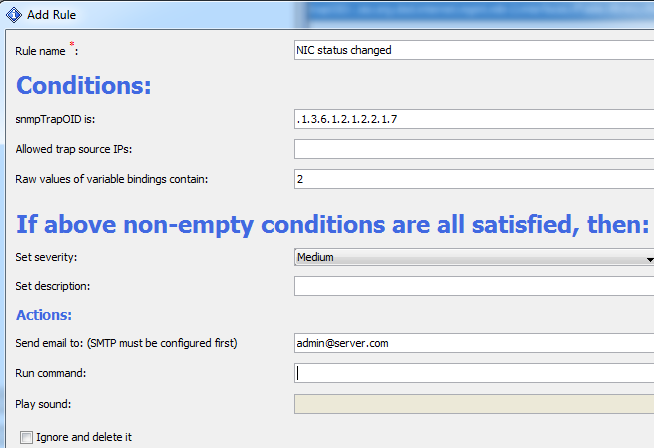 Add Rule
Rule name *: NIC status changed
Conditions:
snmpTrapOID is: .1.3.6.1.2.1.2.2.1.7
Allowed trap source IPs:
Raw values of variable bindings contain: 2
If above non-empty conditions are all satisfied, then:
Set severity: Medium
Set description:
Actions:
Send email to: (SMTP must be configured first) admin@server.com
Run command:
Play sound:
Ignore and delete it